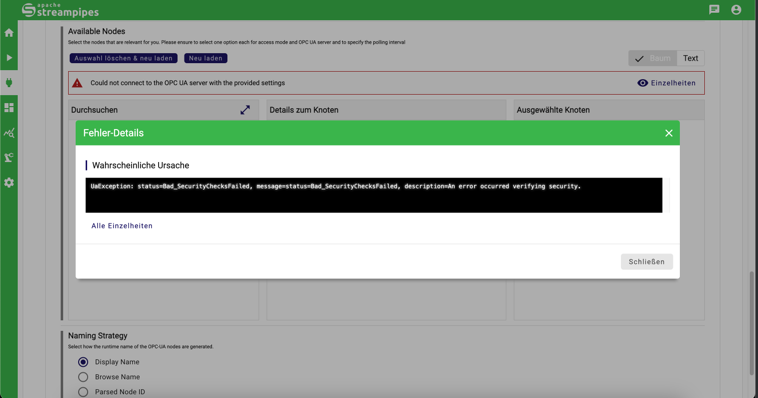 apache
streampipes
Available Nodes
Select the nodes that are relevant for you. Please ensure to select one option each for access mode and OPC UA server and to specify the polling interval
Auswahl löschen & neu laden
Neu laden
Baum
Text
Could not connect to the OPC UA server with the provided settings
Einzelheiten
Durchsuchen
Details zum Knoten
Ausgewählte Knoten
Fehler-Details
Wahrscheinliche Ursache
UaException: status=Bad_SecurityChecksFailed, message=status=Bad_SecurityChecksFailed, description=An error occurred verifying security.
Alle Einzelheiten
Schließen
Naming Strategy
Select how the runtime name of the OPC-UA nodes are generated.
Display Name
Browse Name
Parsed Node ID